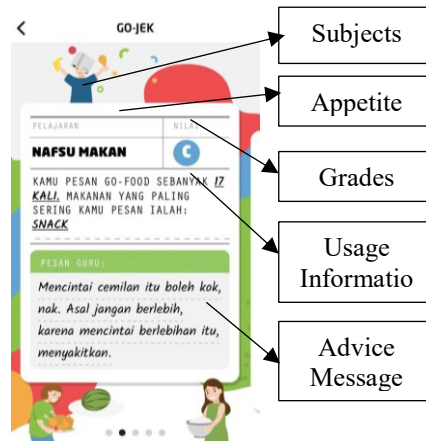 GO-JEK
PELAJARAN
NILAI
NAFSU MAKAN
C
KAMU PESAN GO-FOOD SEBANYAK 17
KALI. MAKANAN YANG PALING
SERING KAMU PESAN IALAH:
SNACK
PESAN GURU:
Mencintai cemilan itu boleh kok,
nak. Asal jangan berlebih,
karena mencintai berlebihan itu,
menyakitkan.
Subjects
Appetite
Grades
Usage
Informatio
Advice
Message